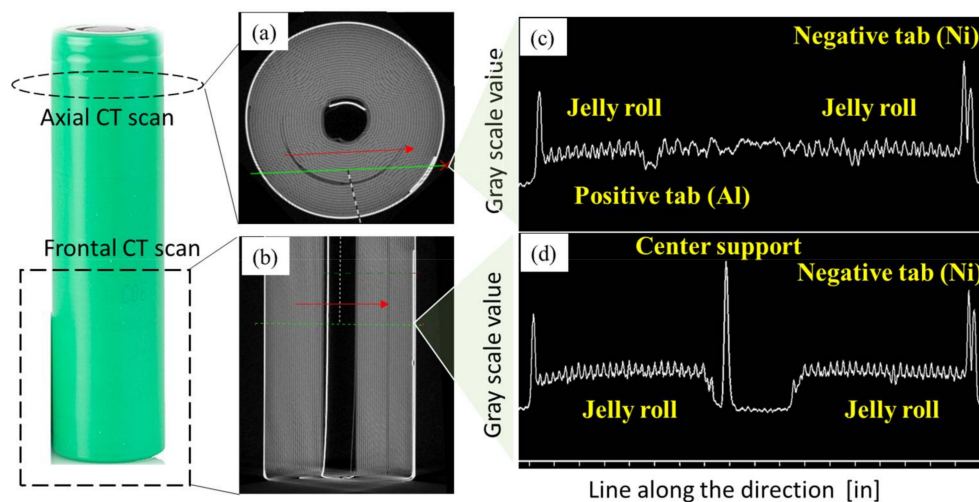 (a)
Axial CT scan
Frontal CT scan
(b)
(c)
Negative tab (Ni)
Jelly roll
Jelly roll
Positive tab (Al)
Gray scale value
(d)
Center support
Negative tab (Ni)
Jelly roll
Jelly roll
Gray scale value
Line along the direction [in]